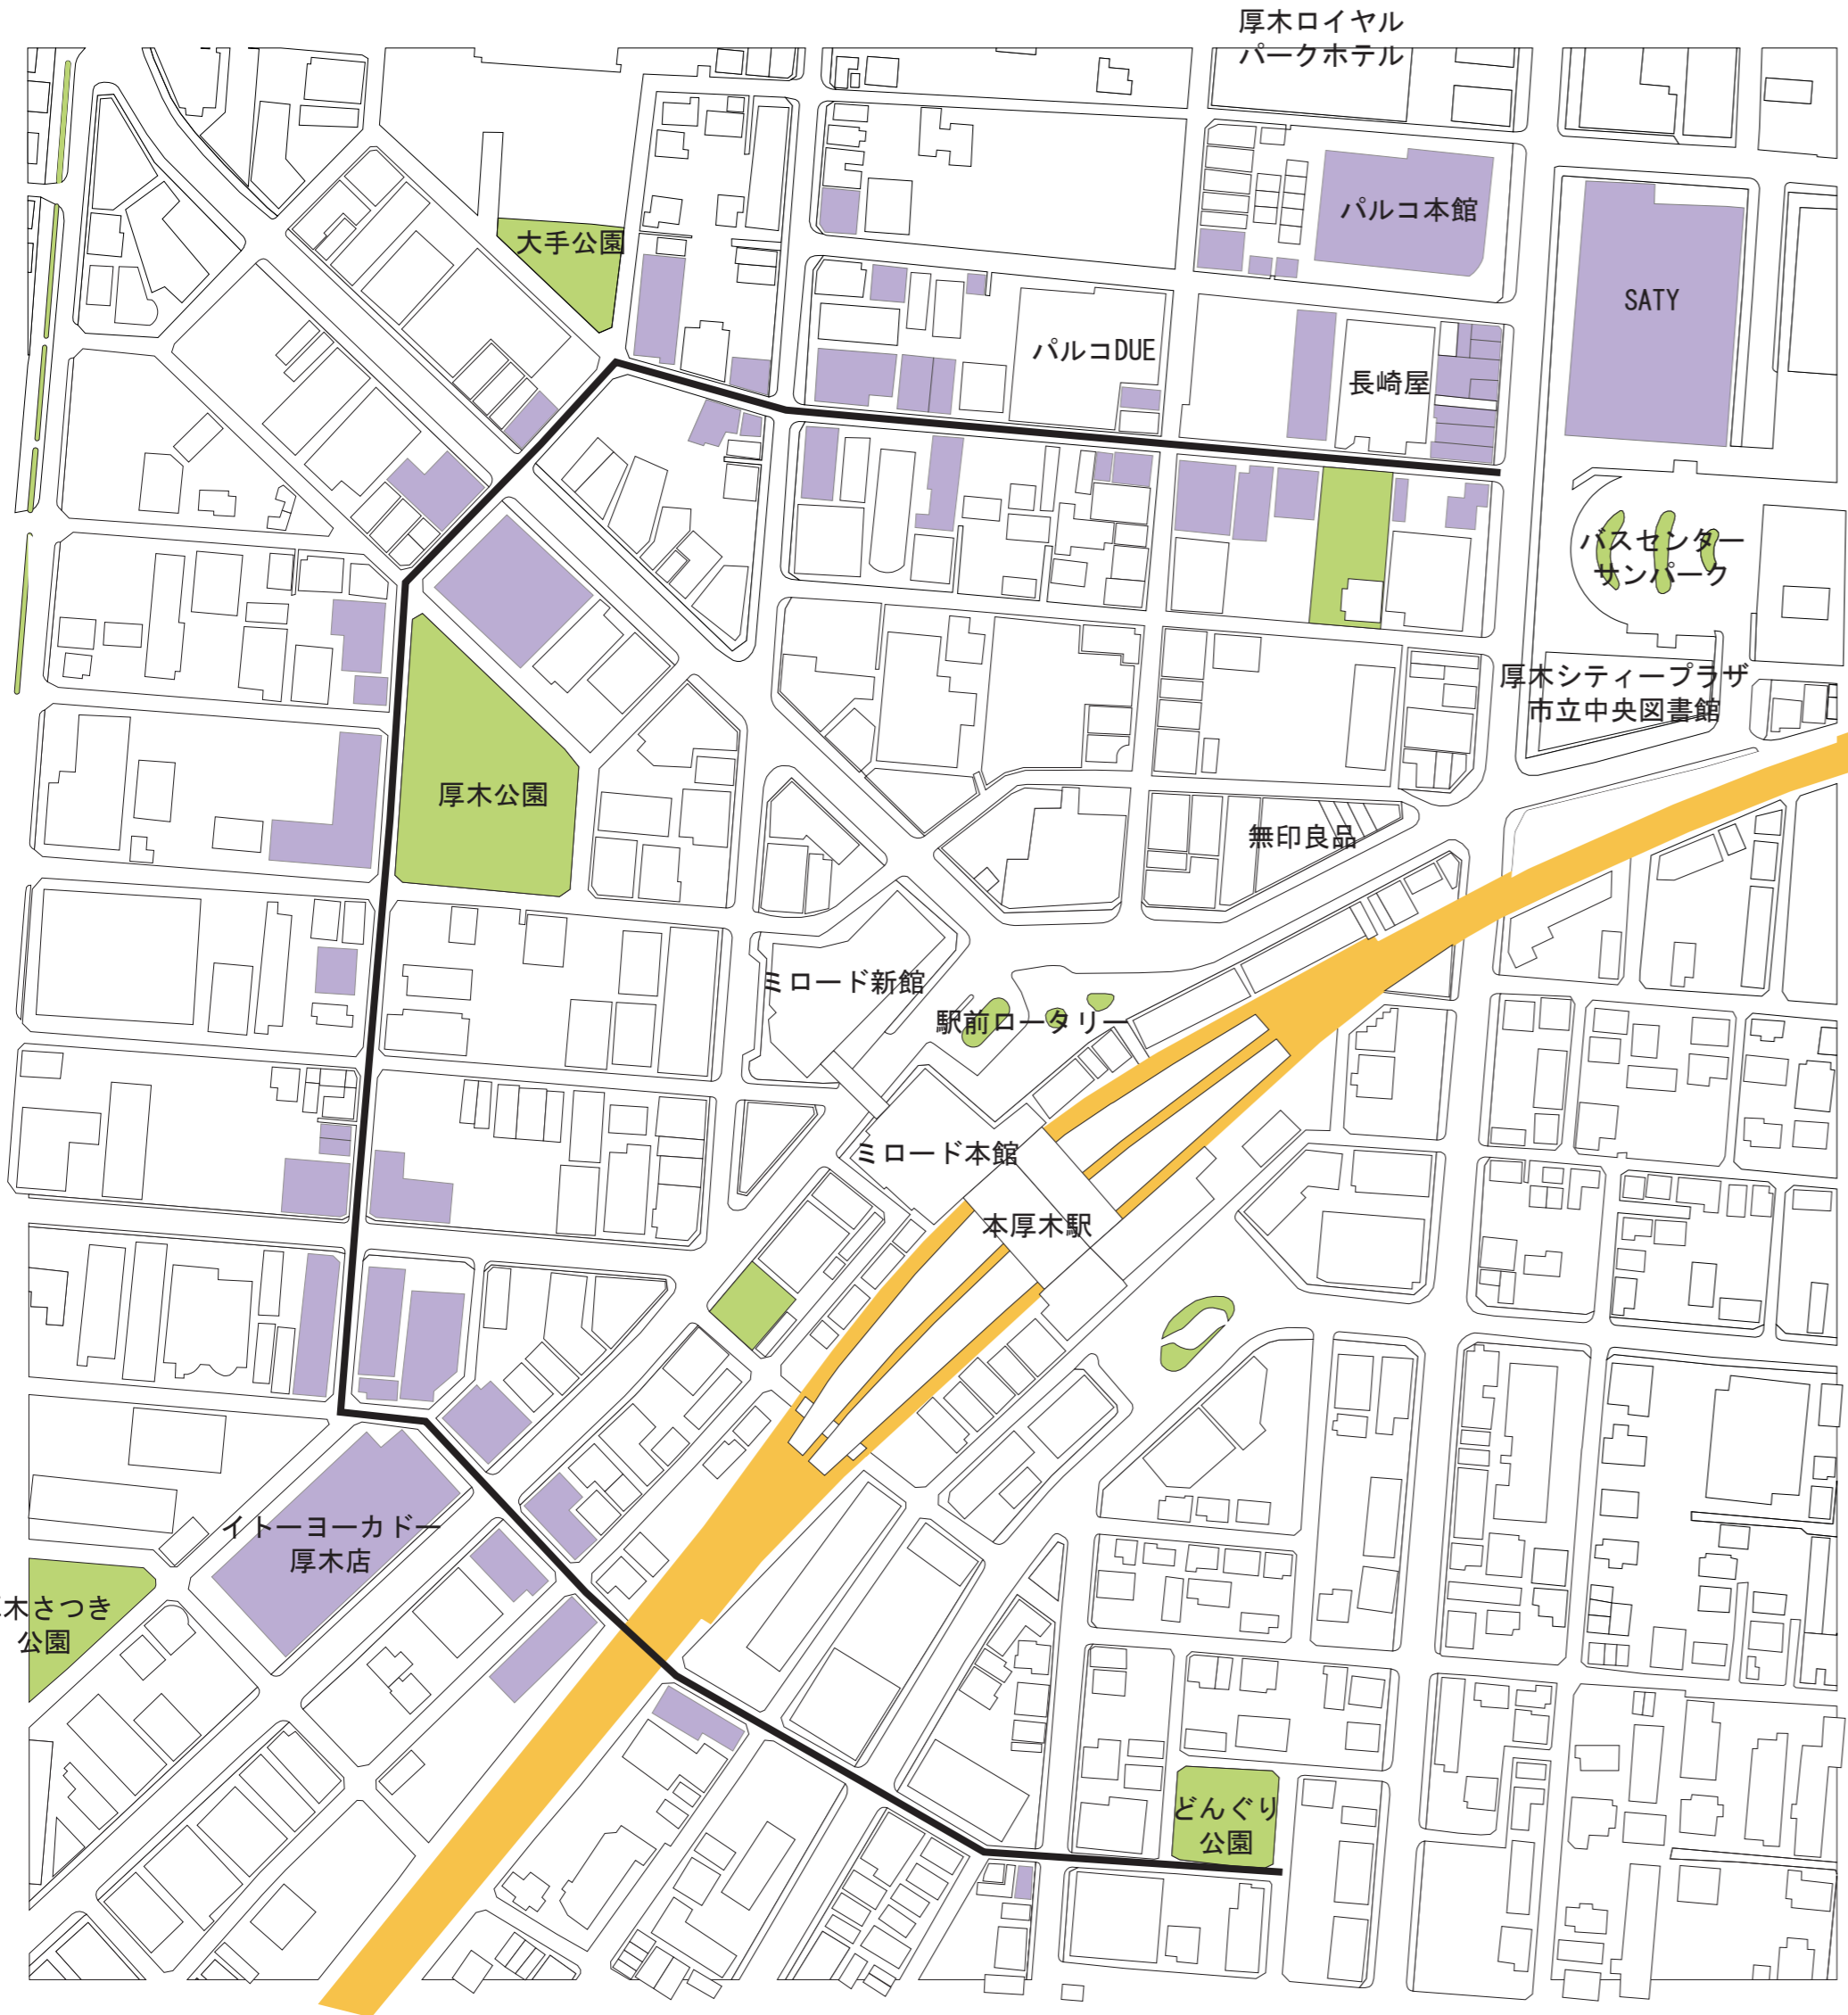 厚木ロイヤル
パークホテル
パルコ本館
大手公園
SATY
パルコDUE
長崎屋
バスセンター
サンパーク
厚木シティープラザ
市立中央図書館
厚木公園
無印良品
ミロード新館
駅前ロータリー
ミロード本館
本厚木駅
イトーヨーカドー
厚木店
木さつき
公園
どんぐり
公園